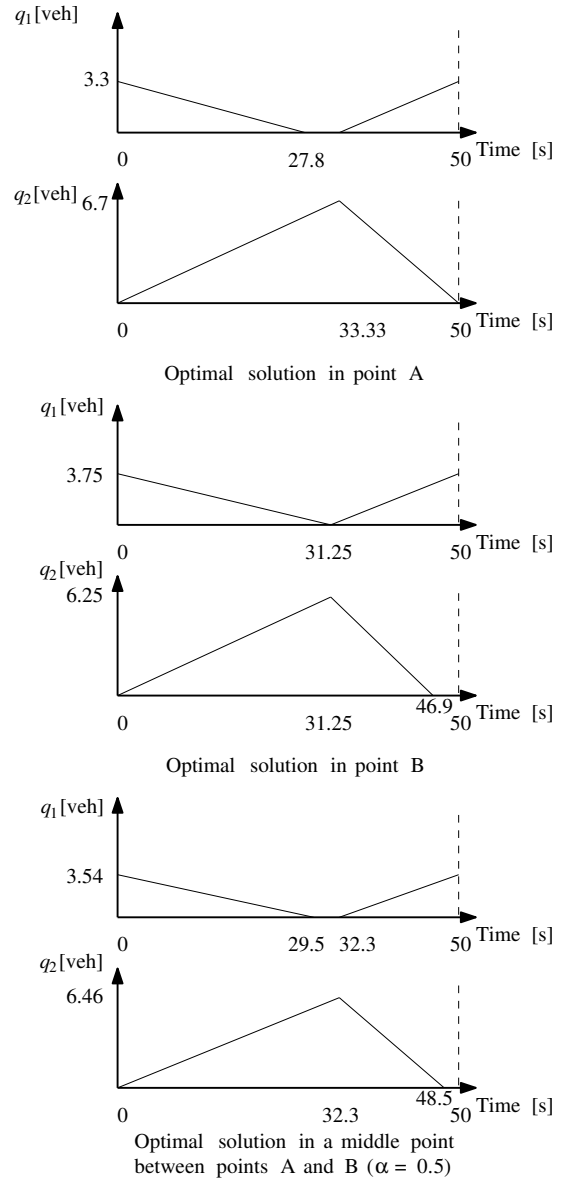 q1[veh]
3.3
0 27.8 50 Time [s]
q2[veh]
6.7
0 33.33 50 Time [s]
Optimal solution in point A
q1[veh]
3.75
0 31.25 50 Time [s]
q2[veh]
6.25
46.9
0 31.25 50 Time [s]
Optimal solution in point B
q1[veh]
3.54
0 29.5 32.3 50 Time [s]
q2[veh]
6.46
48.5
0 32.3 50 Time [s]
Optimal solution in a middle point
between points A and B (α = 0.5)